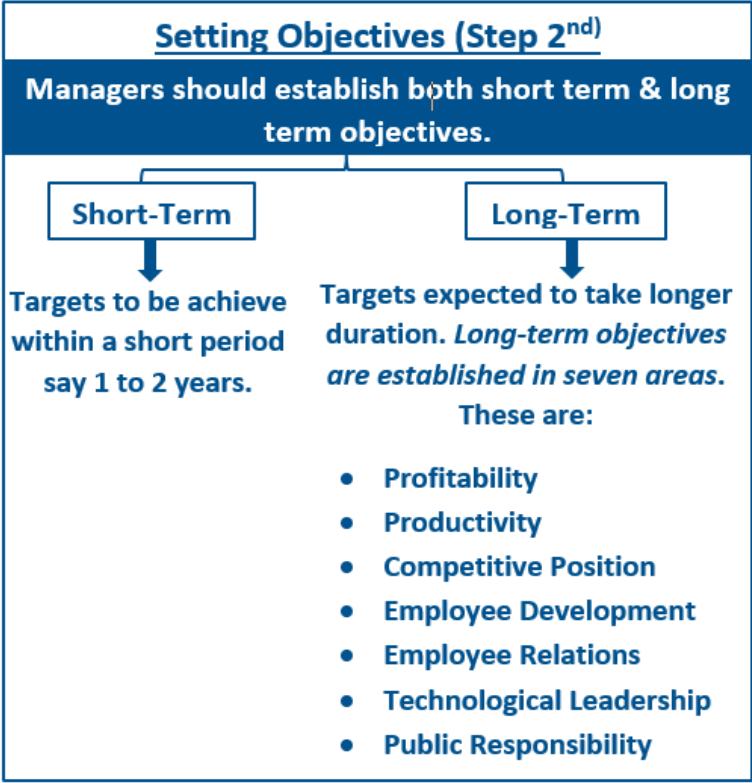 Setting Objectives (Step 2nd)
Managers should establish both short term & long
term objectives.
Short-Term
Targets to be achieve
within a short period
say 1 to 2 years.
Long-Term
Targets expected to take longer
duration. Long-term objectives
are established in seven areas.
These are:
• Profitability
• Productivity
• Competitive Position
• Employee Development
• Employee Relations
• Technological Leadership
• Public Responsibility